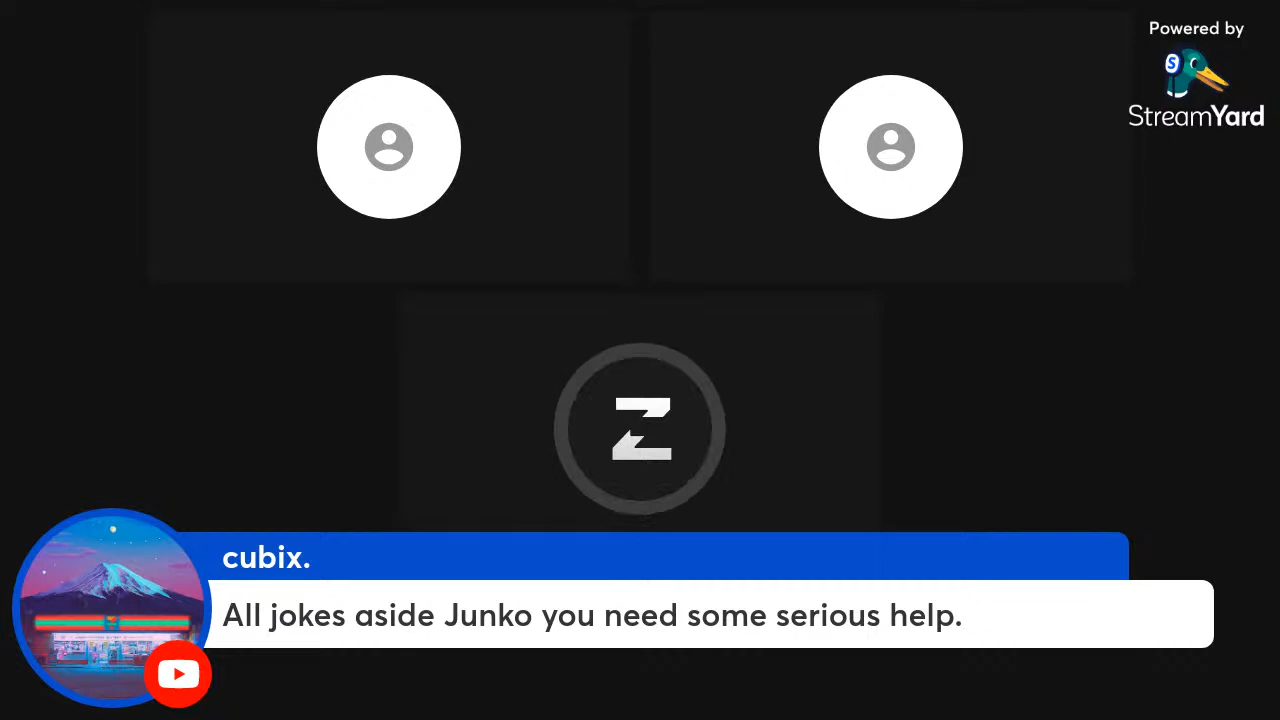 Powered by
StreamYard
Z
cubix.
All jokes aside Junko you need some serious help.